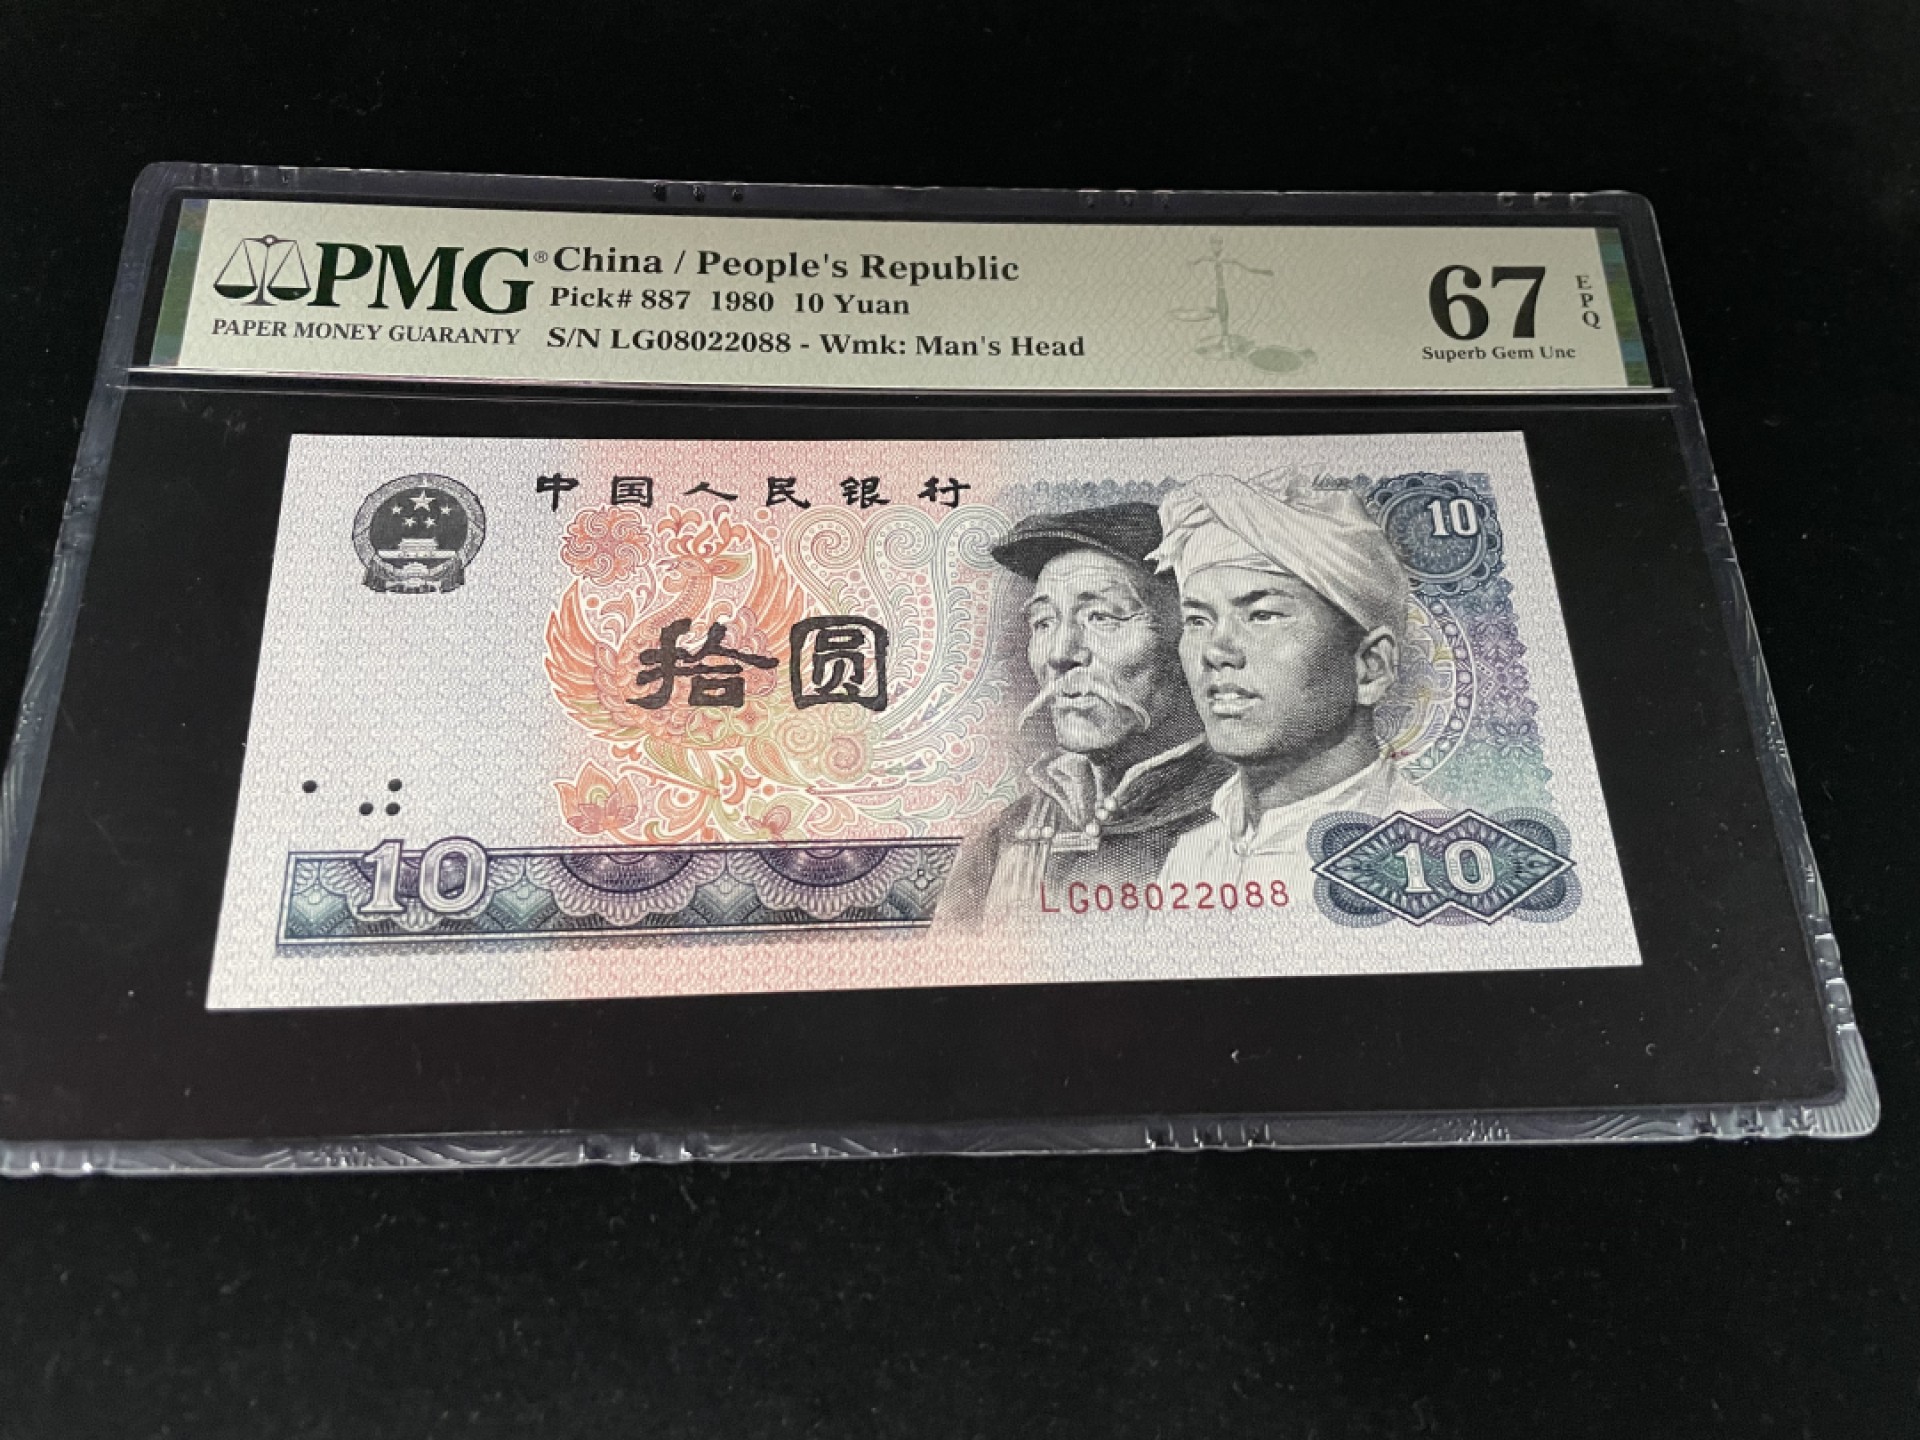 PMG®
PAPER MONEY GUARANTY
China / People's Republic
Pick# 887 1980 10 Yuan
S/N LG08022088 - Wmk: Man's Head
67
EPQ
Superb Gem Unc
中国人民银行
10
拾圆
10
LG08022088
10